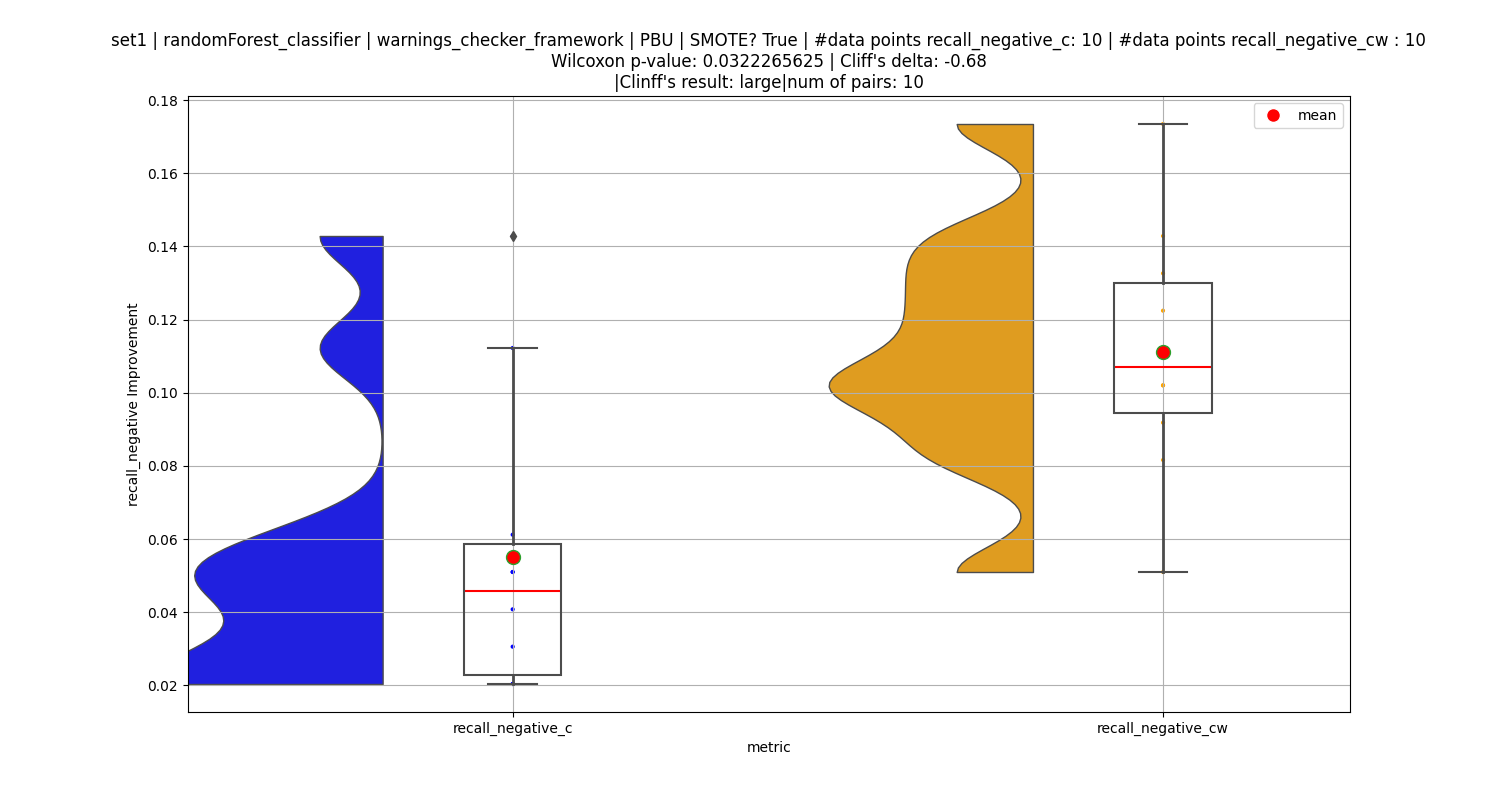 set1 | randomForest_classifier | warnings_checker_framework | PBU | SMOTE? True | #data points recall_negative_c: 10 | #data points recall_negative_cw : 10
Wilcoxon p-value: 0.0322265625 | Cliff's delta: -0.68
|Clinff's result: large|num of pairs: 10
mean
0.18
0.16
0.14
0.12
0.10
0.08
0.06
0.04
0.02
recall_negative Improvement
recall_negative_c
recall_negative_cw
metric